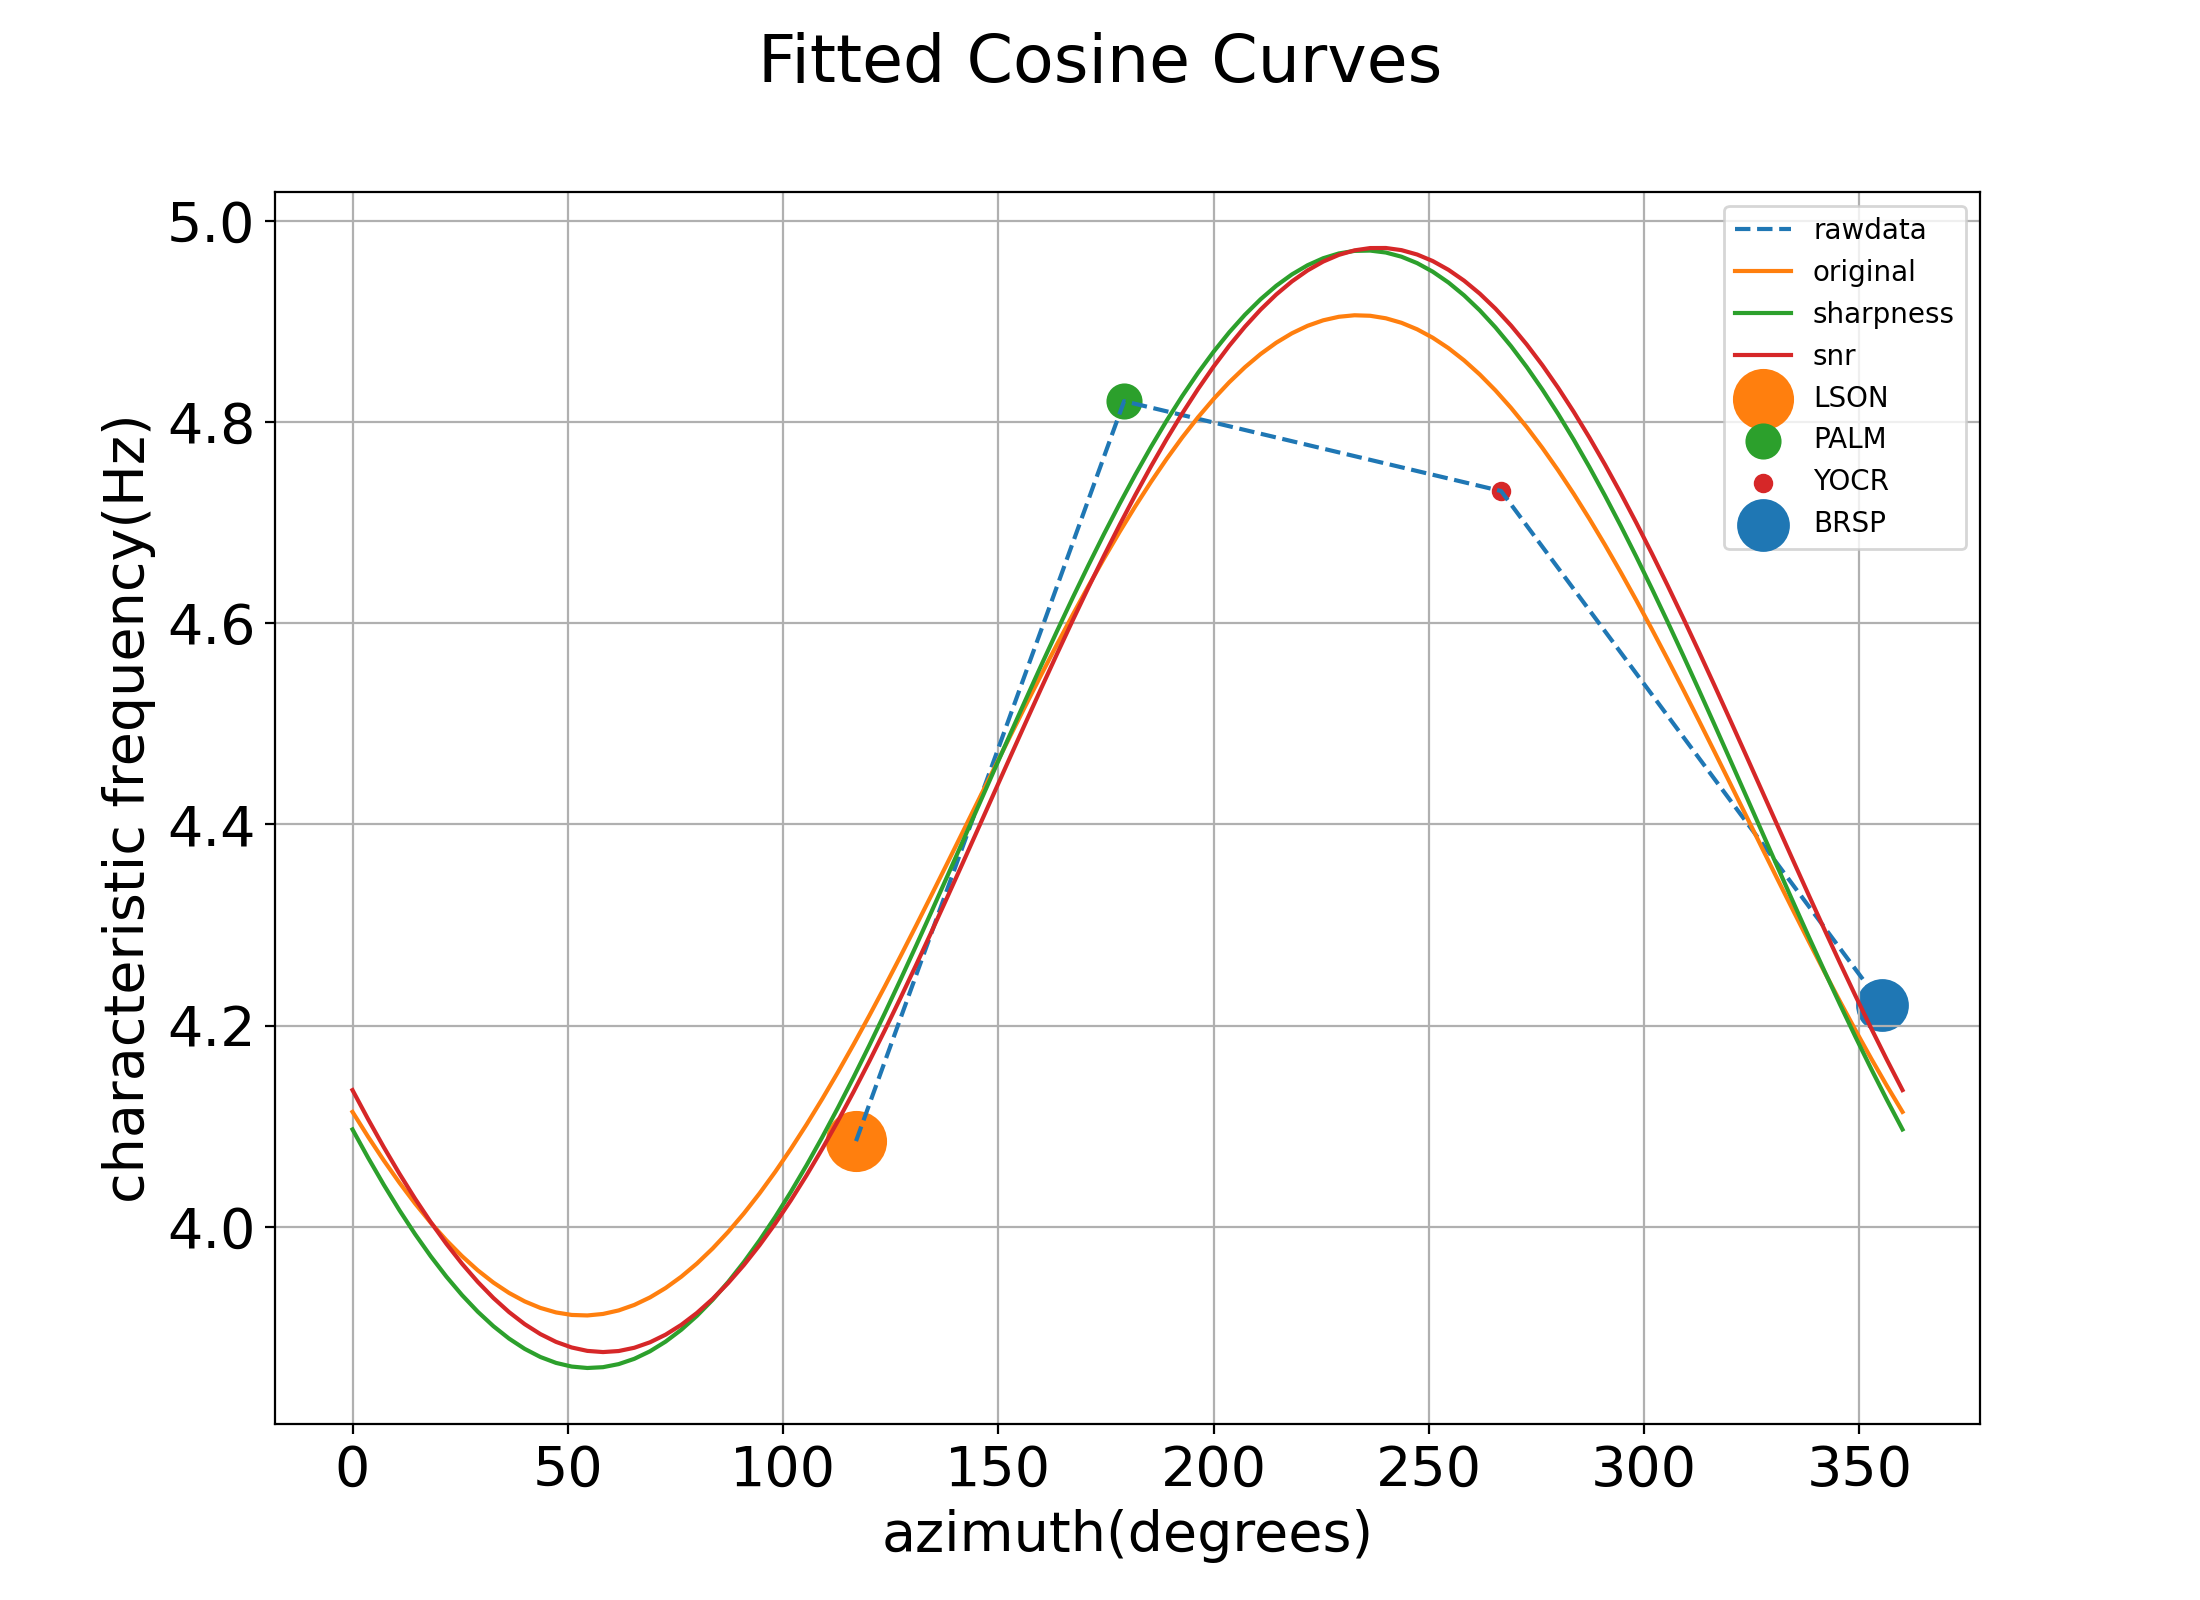 Fitted Cosine Curves
characteristic frequency(Hz)
5.0
4.8
4.6
4.4
4.2
4.0
rawdata
original
sharpness
snr
LSON
PALM
YOCR
BRSP
0 50 100 150 200 250 300 350
azimuth(degrees)